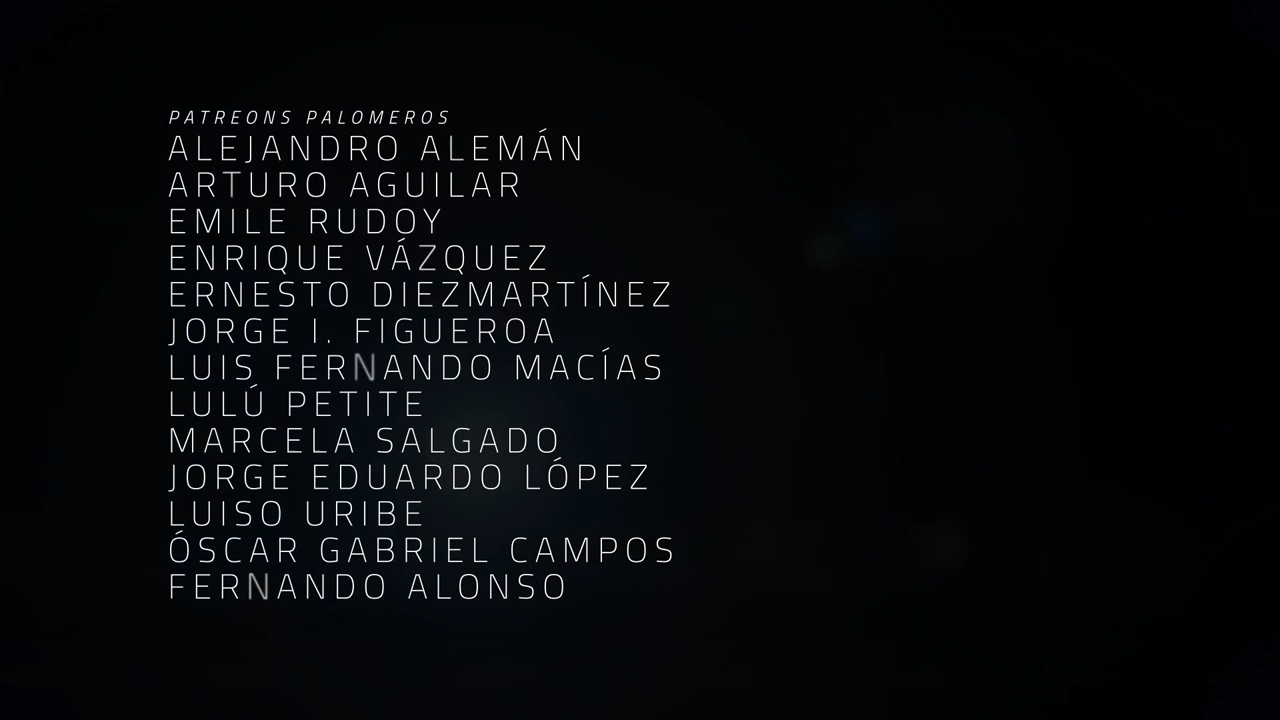 PATREONS PALOMEROS
ALEJANDRO ALEMÁN
ARTURO AGUILAR
EMILE RUDOY
ENRIQUE VÁZQUEZ
ERNESTO DIEZMARTÍNEZ
JORGE I. FIGUEROA
LUIS FERNANDO MACÍAS
LULÚ PETITE
MARCELA SALGADO
JORGE EDUARDO LÓPEZ
LUISO URIBE
ÓSCAR GABRIEL CAMPOS
FERNANDO ALONSO